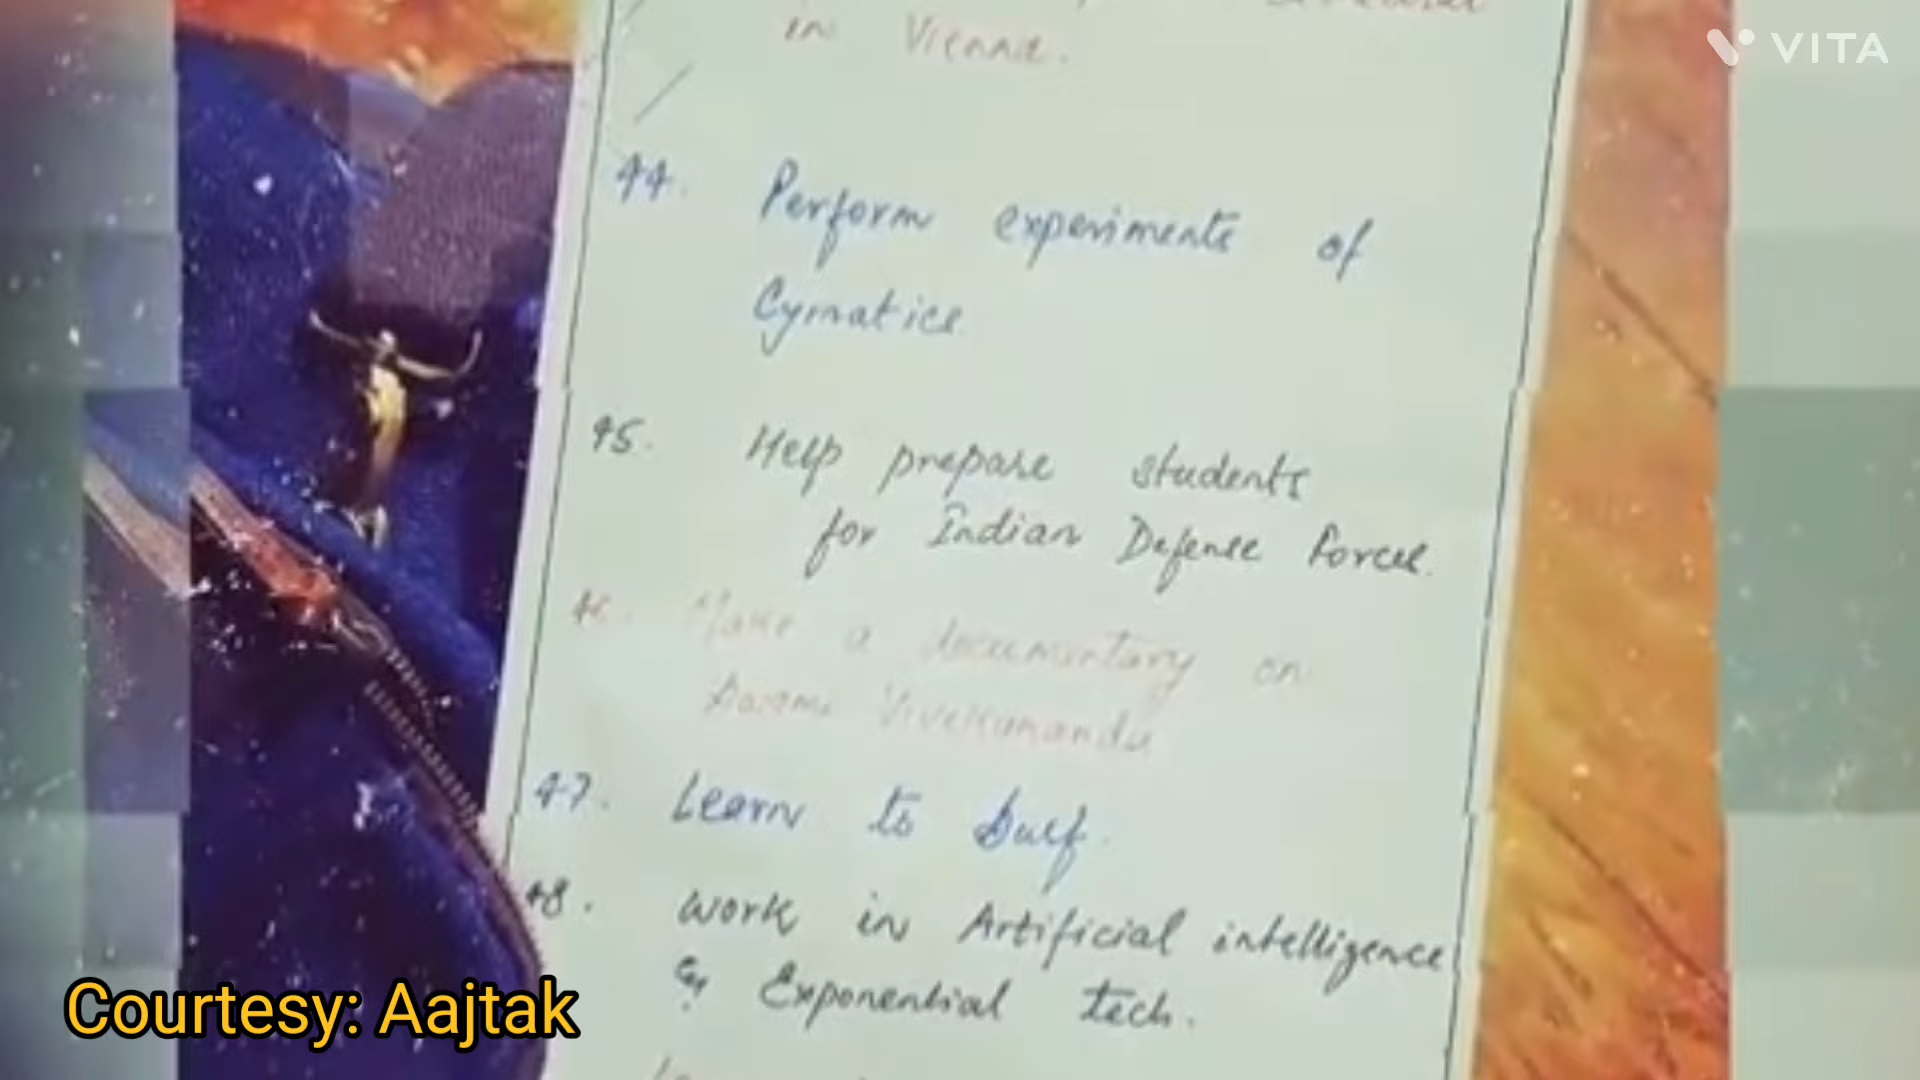 in Vienna.
VITA
44. Perform experiments of
Cymatics
45. Help prepare students
for Indian Defense Forces.
46. Make a documentary on
Swami Vivekananda
47. Learn to Surf.
48. Work in Artificial intelligence
& Exponential tech.
Courtesy: Aajtak